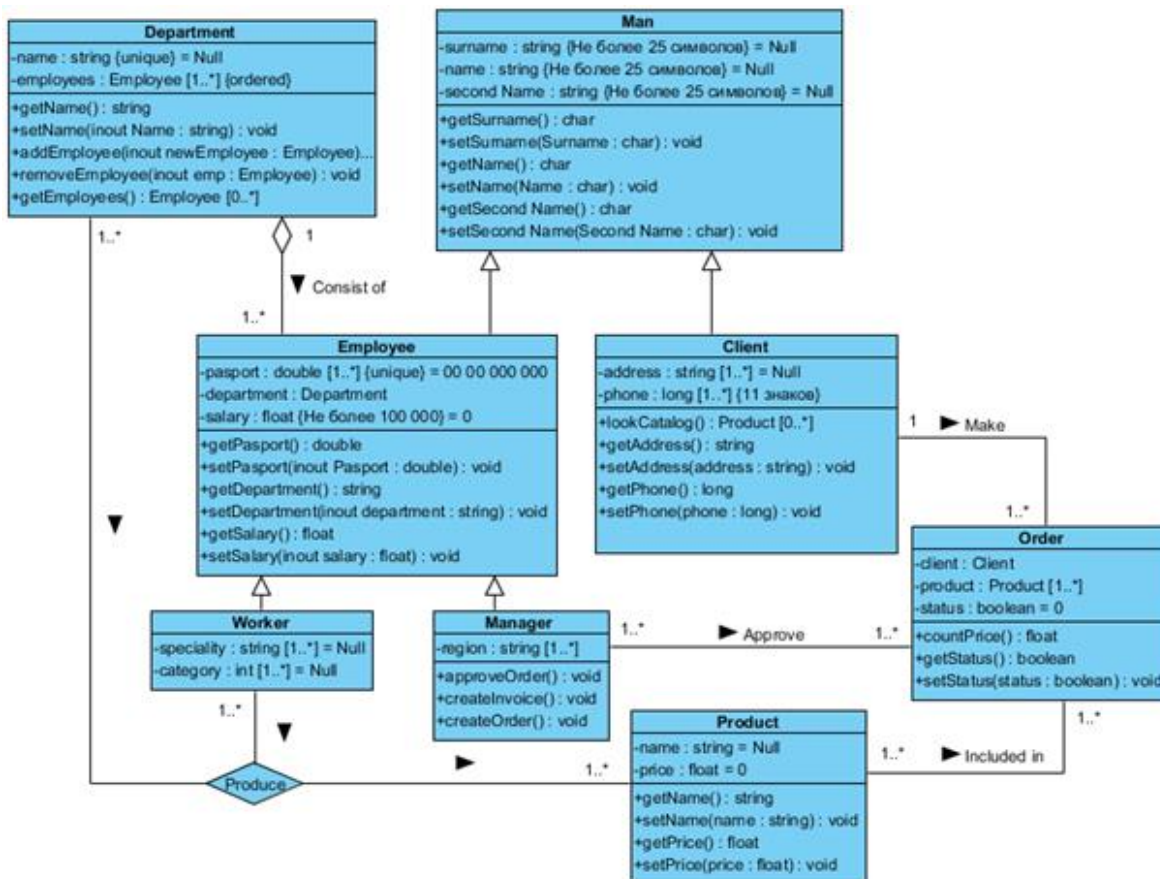 Department
-name : string {unique} = Null
-employees : Employee [1..*] {ordered}
+getName() : string
+setName(inout Name : string) : void
+addEmployee(inout newEmployee : Employee)...
+removeEmployee(inout emp : Employee) : void
+getEmployees() : Employee [0..*]
Man
-surname : string {Не более 25 символов} = Null
-name : string {Не более 25 символов} = Null
-second Name : string {Не более 25 символов} = Null
+getSurname() : char
+setSurname(Surname : char) : void
+getName() : char
+setName(Name : char) : void
+getSecond Name() : char
+setSecond Name(Second Name : char) : void
1..*
1
Consist of
1..*
Employee
-pasport : double [1..*] {unique} = 00 00 000 000
-department : Department
-salary : float {Не более 100 000} = 0
+getPasport() : double
+setPasport(inout Pasport : double) : void
+getDepartment() : string
+setDepartment(inout department : string) : void
+getSalary() : float
+setSalary(inout salary : float) : void
Client
-address : string [1..*] = Null
-phone : long [1..*] {11 знаков}
+lookCatalog() : Product [0..*]
+getAddress() : string
+setAddress(address : string) : void
+getPhone() : long
+setPhone(phone : long) : void
1
Make
1..*
Order
-client : Client
-product : Product [1..*]
-status : boolean = 0
+countPrice() : float
+getStatus() : boolean
+setStatus(status : boolean) : void
Worker
-speciality : string [1..*] = Null
-category : int [1..*] = Null
Manager
-region : string [1..*]
+approveOrder() : void
+createInvoice() : void
+createOrder() : void
1..*
Approve
1..*
1..*
Produce
1..*
Product
-name : string = Null
-price : float = 0
+getName() : string
+setName(name : string) : void
+getPrice() : float
+setPrice(price : float) : void
1..*
Included in
1..*